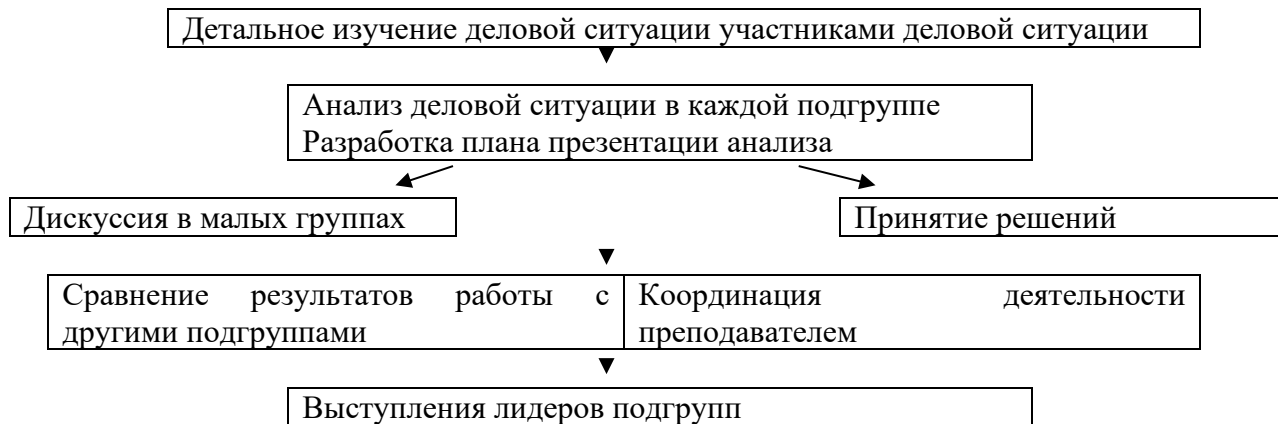 Детальное изучение деловой ситуации участниками деловой ситуации
Анализ деловой ситуации в каждой подгруппе
Разработка плана презентации анализа
Дискуссия в малых группах
Принятие решений
Сравнение результатов работы с
другими подгруппами
Координация деятельности
преподавателем
Выступления лидеров подгрупп